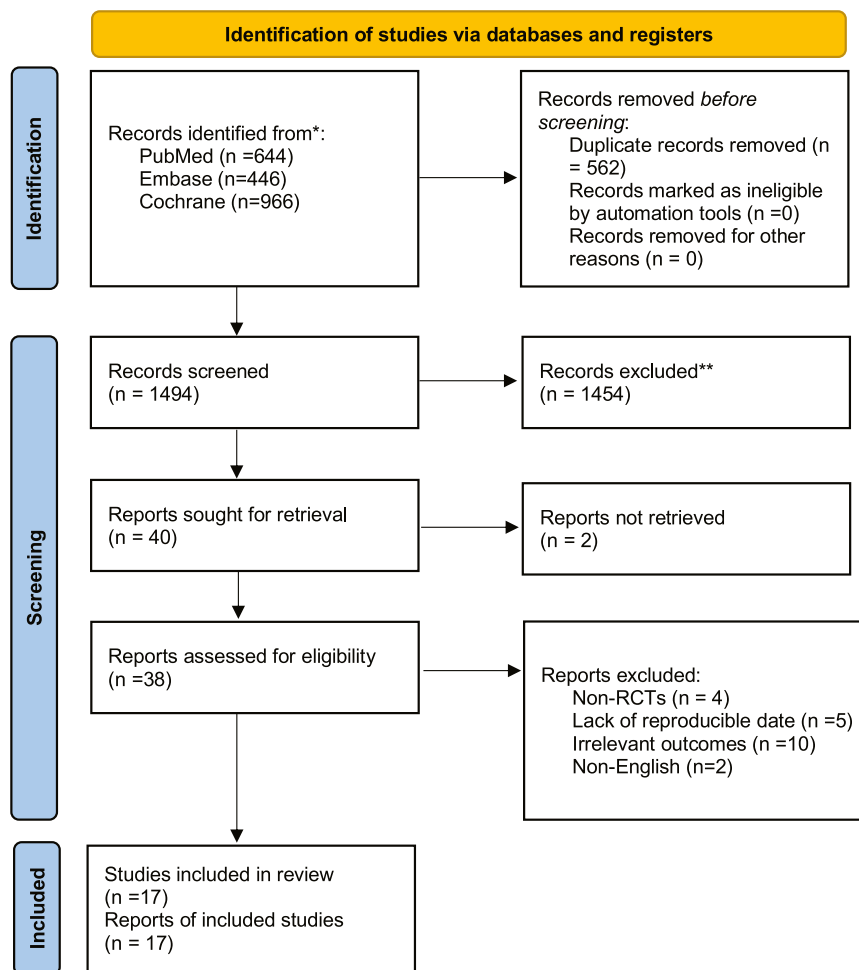 Identification of studies via databases and registers
Identification
Records identified from*:
PubMed (n =644)
Embase (n=446)
Cochrane (n=966)
Records removed before
screening:
Duplicate records removed (n
= 562)
Records marked as ineligible
by automation tools (n =0)
Records removed for other
reasons (n = 0)
Screening
Records screened
(n = 1494)
Records excluded**
(n = 1454)
Reports sought for retrieval
(n = 40)
Reports not retrieved
(n = 2)
Reports assessed for eligibility
(n =38)
Reports excluded:
Non-RCTs (n = 4)
Lack of reproducible date (n =5)
Irrelevant outcomes (n =10)
Non-English (n=2)
Included
Studies included in review
(n =17)
Reports of included studies
(n = 17)